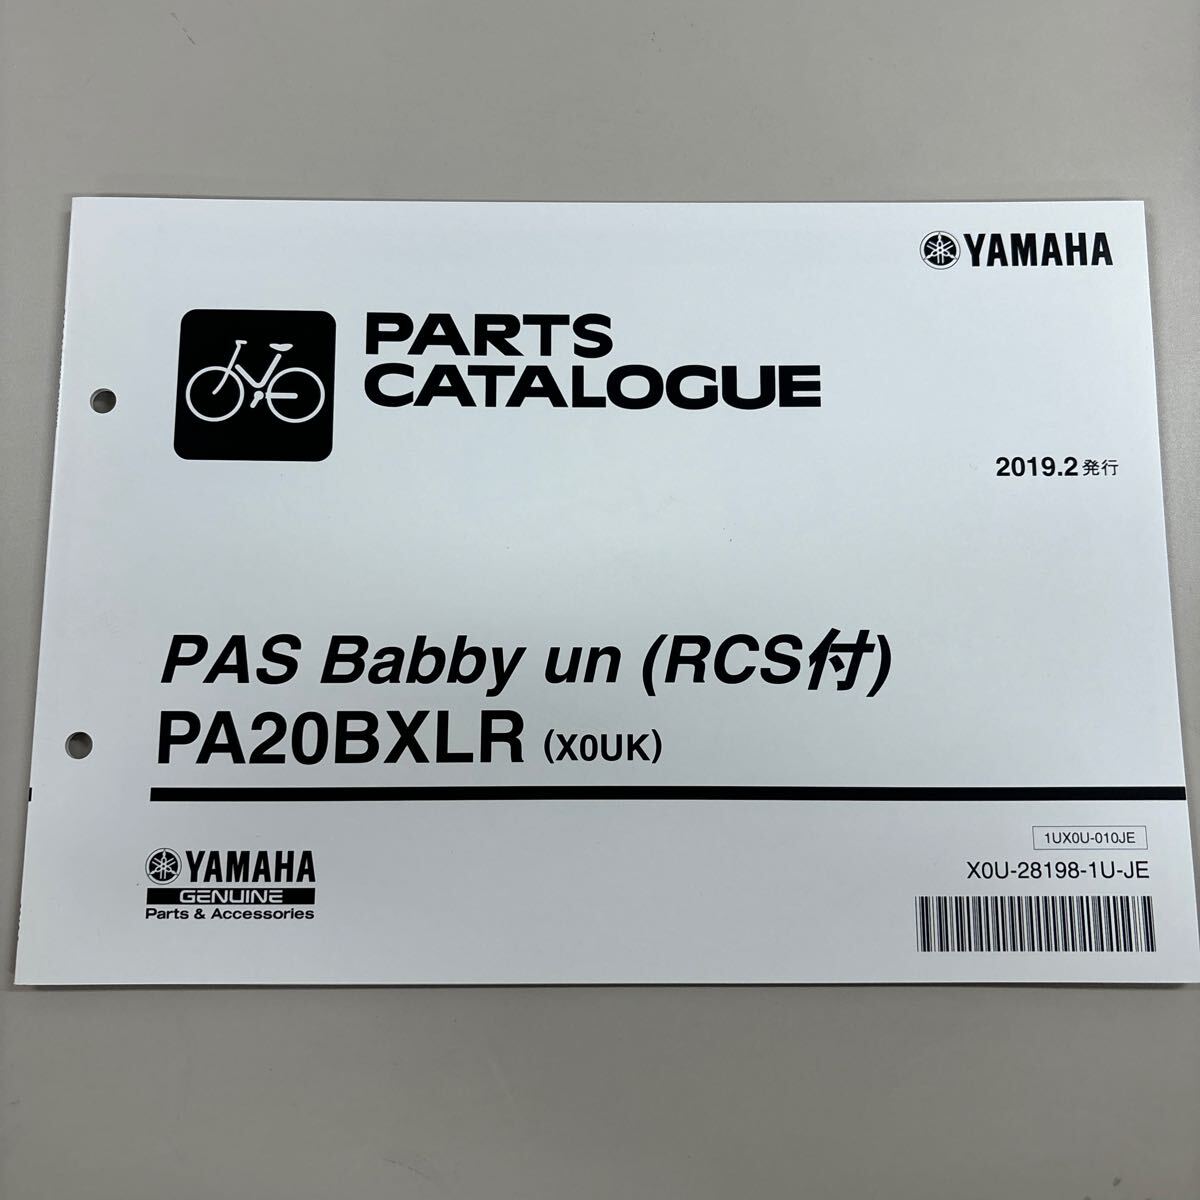 YAMAHA
PARTS
CATALOGUE
2019.2発行
PAS Babby un (RCS付)
PA20BXLR (X0UK)
YAMAHA
GENUINE
Parts & Accessories
1UX0U-010JE
X0U-28198-1U-JE